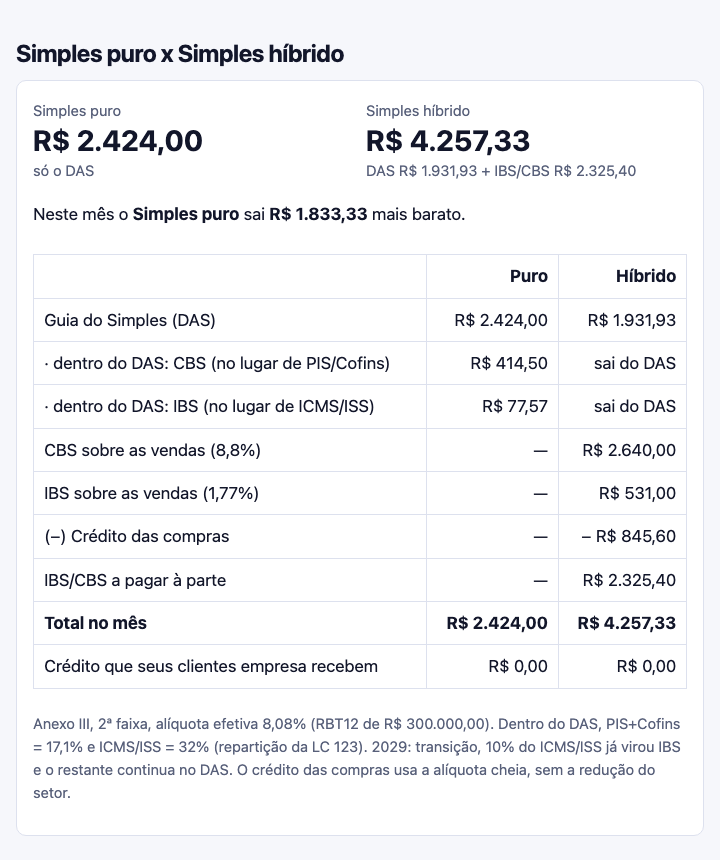 Simples puro x Simples híbrido
Simples puro
R$ 2.424,00
só o DAS
Simples híbrido
R$ 4.257,33
DAS R$ 1.931,93 + IBS/CBS R$ 2.325,40
Neste mês o Simples puro sai R$ 1.833,33 mais barato.
Puro Híbrido
Guia do Simples (DAS) R$ 2.424,00 R$ 1.931,93
· dentro do DAS: CBS (no lugar de PIS/Cofins) R$ 414,50 sai do DAS
· dentro do DAS: IBS (no lugar de ICMS/ISS) R$ 77,57 sai do DAS
CBS sobre as vendas (8,8%) — R$ 2.640,00
IBS sobre as vendas (1,77%) — R$ 531,00
(−) Crédito das compras — − R$ 845,60
IBS/CBS a pagar à parte — R$ 2.325,40
Total no mês R$ 2.424,00 R$ 4.257,33
Crédito que seus clientes empresa recebem R$ 0,00 R$ 0,00
Anexo III, 2ª faixa, alíquota efetiva 8,08% (RBT12 de R$ 300.000,00). Dentro do DAS, PIS+Cofins
= 17,1% e ICMS/ISS = 32% (repartição da LC 123). 2029: transição, 10% do ICMS/ISS já virou IBS
e o restante continua no DAS. O crédito das compras usa a alíquota cheia, sem a redução do
setor.